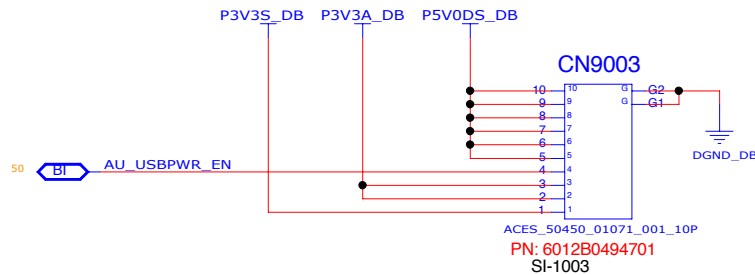 P3V3S_DB P3V3A_DB P5V0DS_DB
CN9003
10 10 G G2
9 9 G G1
8 8
7 7
6 6
5 5
50 BI AU_USBPWR_EN 4 4
3 3
2 2
1 1
DGND_DB
ACES_50450_01071_001_10P
PN: 6012B0494701
SI-1003